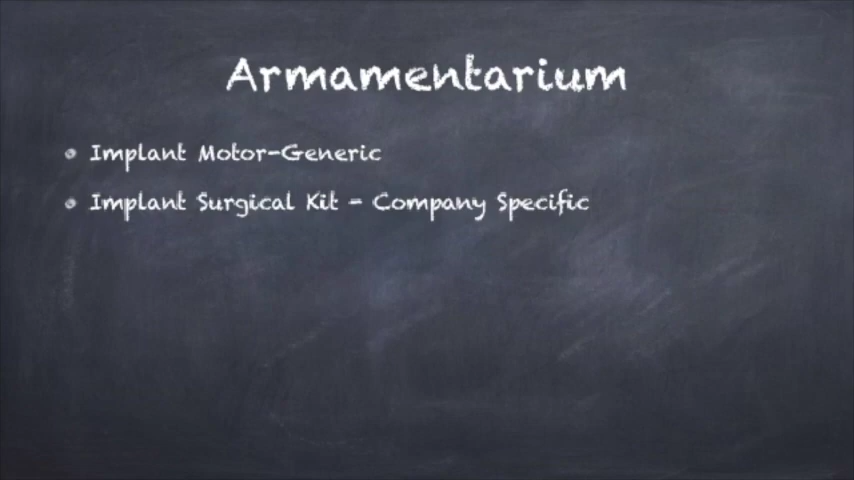 Armamentarium
Implant Motor-Generic
Implant Surgical Kit - Company Specific